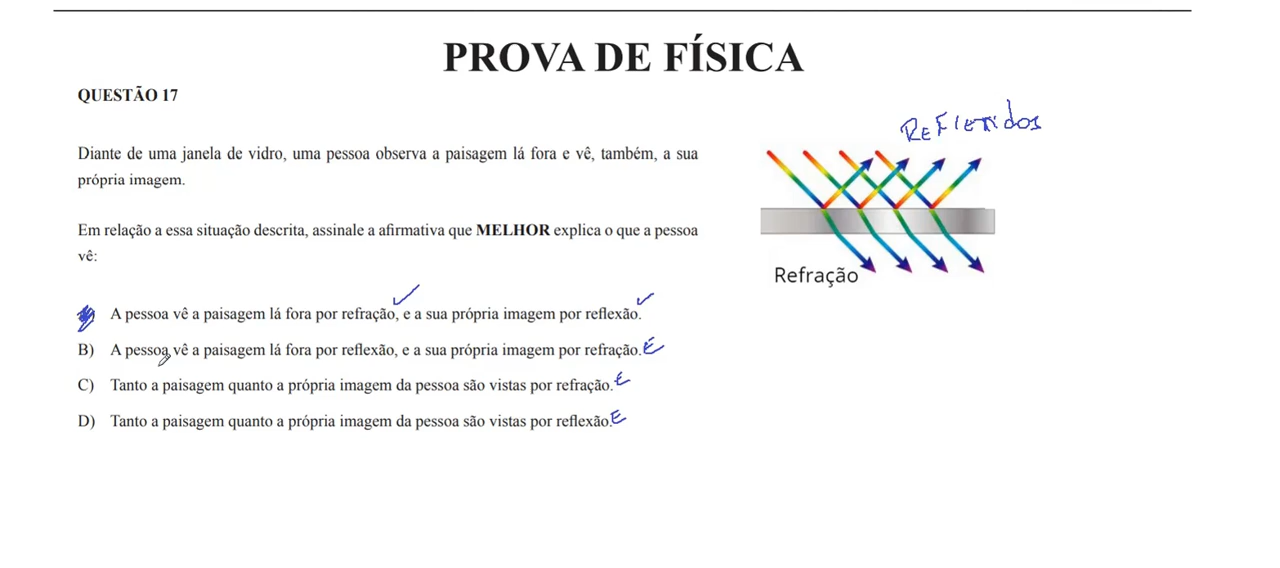 PROVA DE FÍSICA
QUESTÃO 17
REFLETIDOS
Diante de uma janela de vidro, uma pessoa observa a paisagem lá fora e vê, também, a sua
própria imagem.
Em relação a essa situação descrita, assinale a afirmativa que MELHOR explica o que a pessoa
vê:
Refração
A pessoa vê a paisagem lá fora por refração, e a sua própria imagem por reflexão.
B) A pessoa vê a paisagem lá fora por reflexão, e a sua própria imagem por refração. E
C) Tanto a paisagem quanto a própria imagem da pessoa são vistas por refração. E
D) Tanto a paisagem quanto a própria imagem da pessoa são vistas por reflexão. E